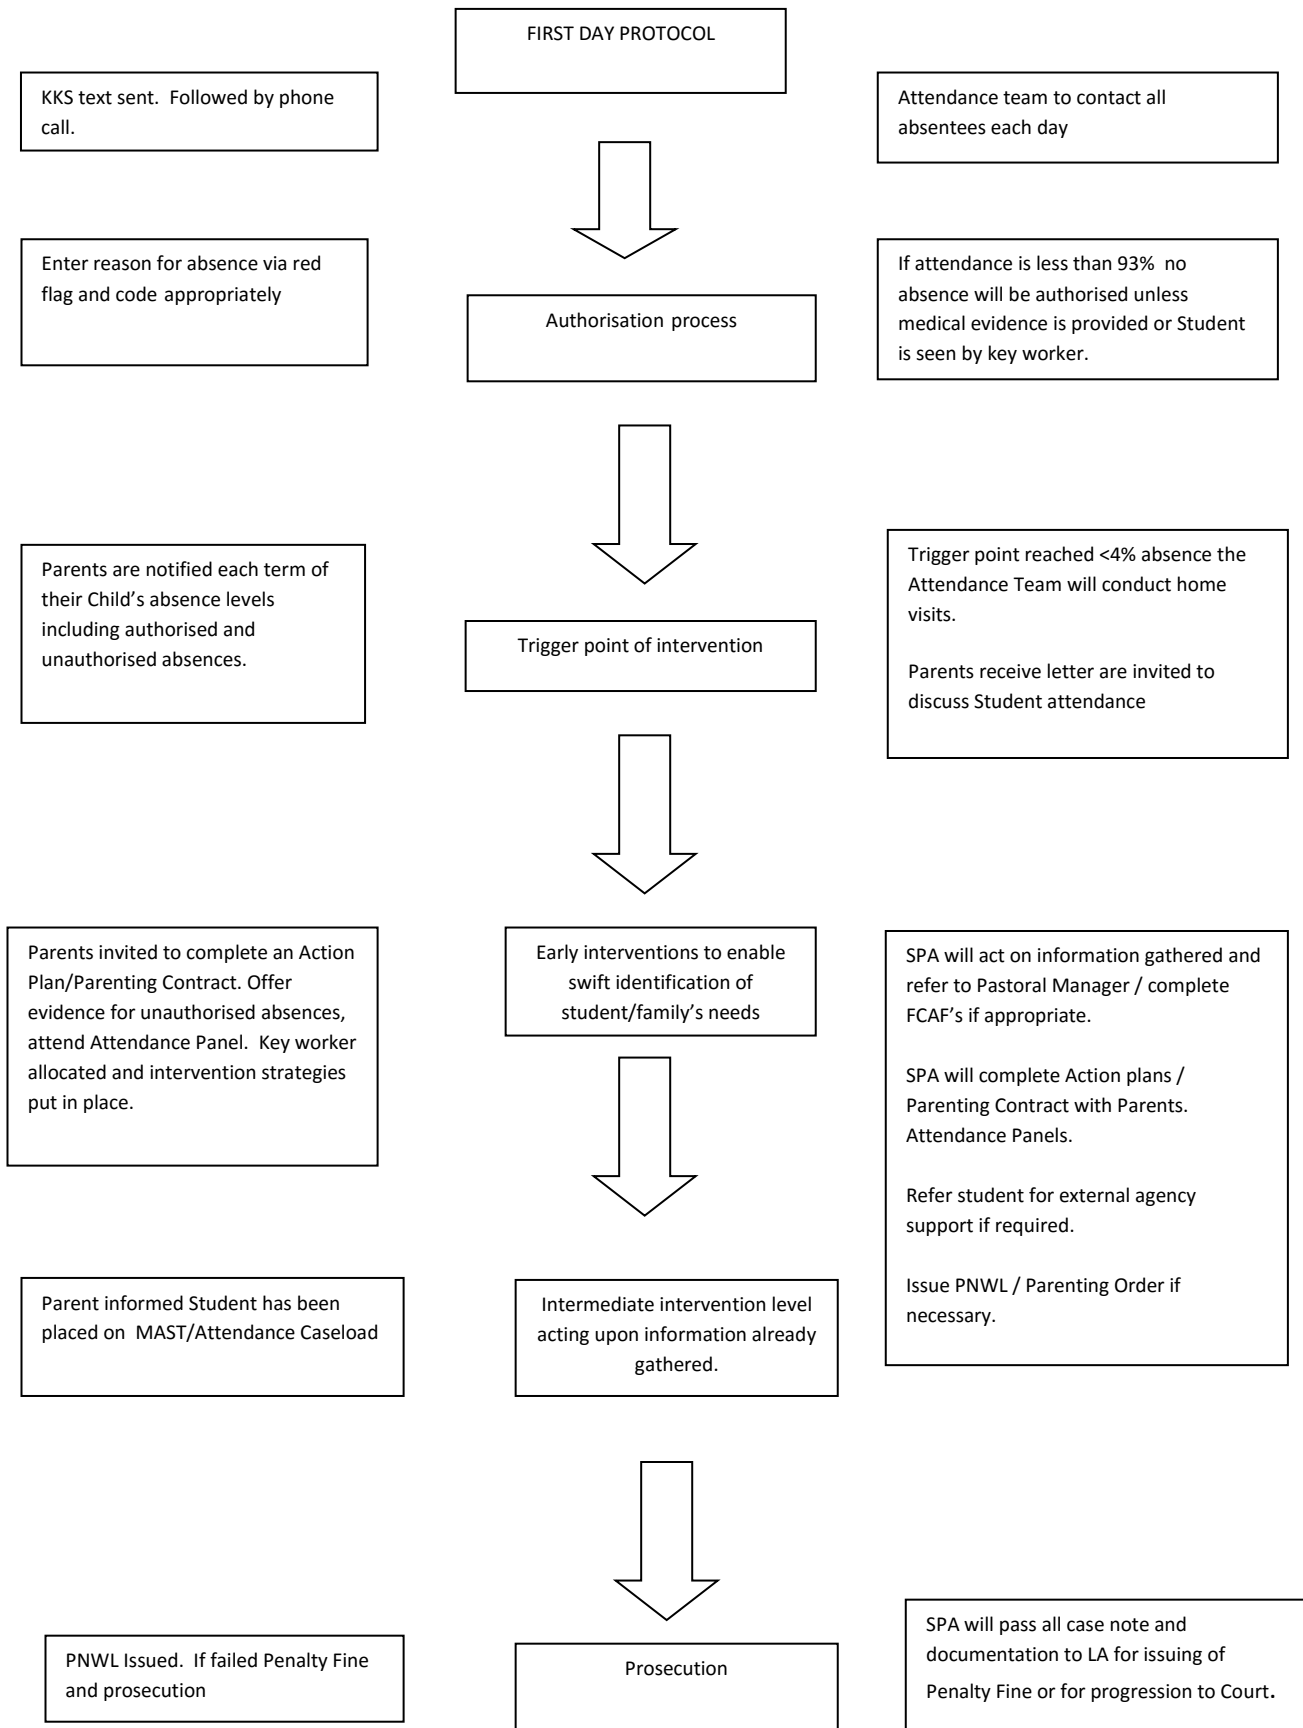 FIRST DAY PROTOCOL
KKS text sent.  Followed by phone
call.
Attendance team to contact all
absentees each day
Enter reason for absence via red
flag and code appropriately
Authorisation process
If attendance is less than 93%  no
absence will be authorised unless
medical evidence is provided or Student
is seen by key worker.
Parents are notified each term of
their Child’s absence levels
including authorised and
unauthorised absences.
Trigger point of intervention
Trigger point reached <4% absence the
Attendance Team will conduct home
visits.
Parents receive letter are invited to
discuss Student attendance
Parents invited to complete an Action
Plan/Parenting Contract. Offer
evidence for unauthorised absences,
attend Attendance Panel.  Key worker
allocated and intervention strategies
put in place.
Early interventions to enable
swift identification of
student/family’s needs
SPA will act on information gathered and
refer to Pastoral Manager / complete
FCAF’s if appropriate.
SPA will complete Action plans /
Parenting Contract with Parents.
Attendance Panels.
Refer student for external agency
support if required.
Issue PNWL / Parenting Order if
necessary.
Parent informed Student has been
placed on  MAST/Attendance Caseload
Intermediate intervention level
acting upon information already
gathered.
PNWL Issued.  If failed Penalty Fine
and prosecution
Prosecution
SPA will pass all case note and
documentation to LA for issuing of
Penalty Fine or for progression to Court.